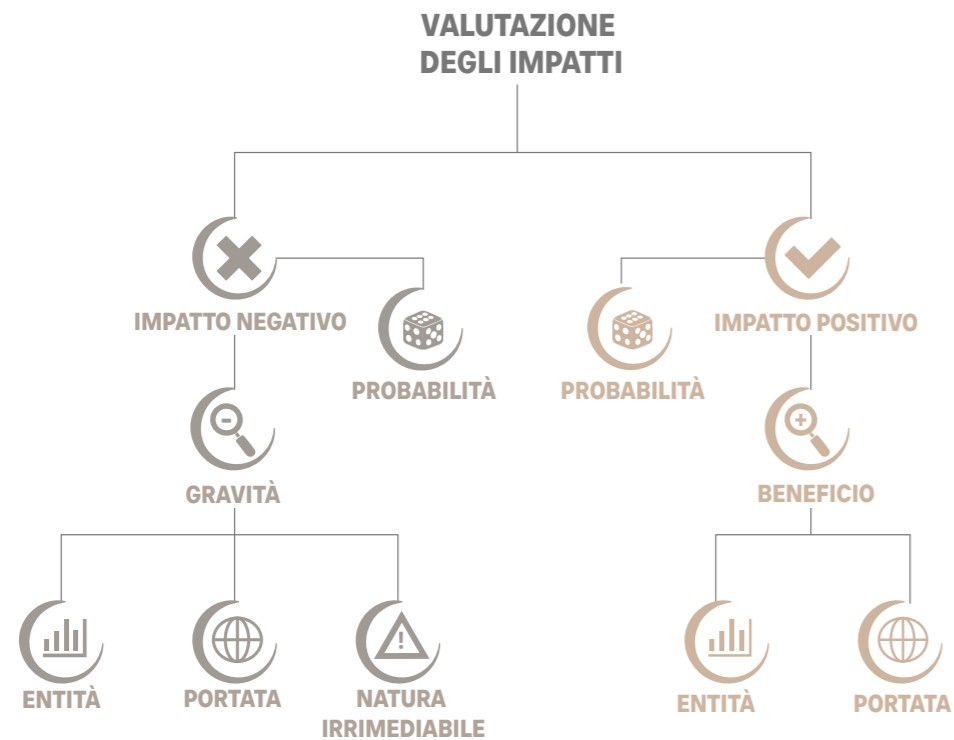 VALUTAZIONE
DEGLI IMPATTI
IMPATTO NEGATIVO
IMPATTO POSITIVO
PROBABILITÀ
PROBABILITÀ
GRAVITÀ
BENEFICIO
ENTITÀ
PORTATA
NATURA
IRRIMEDIABILE
ENTITÀ
PORTATA